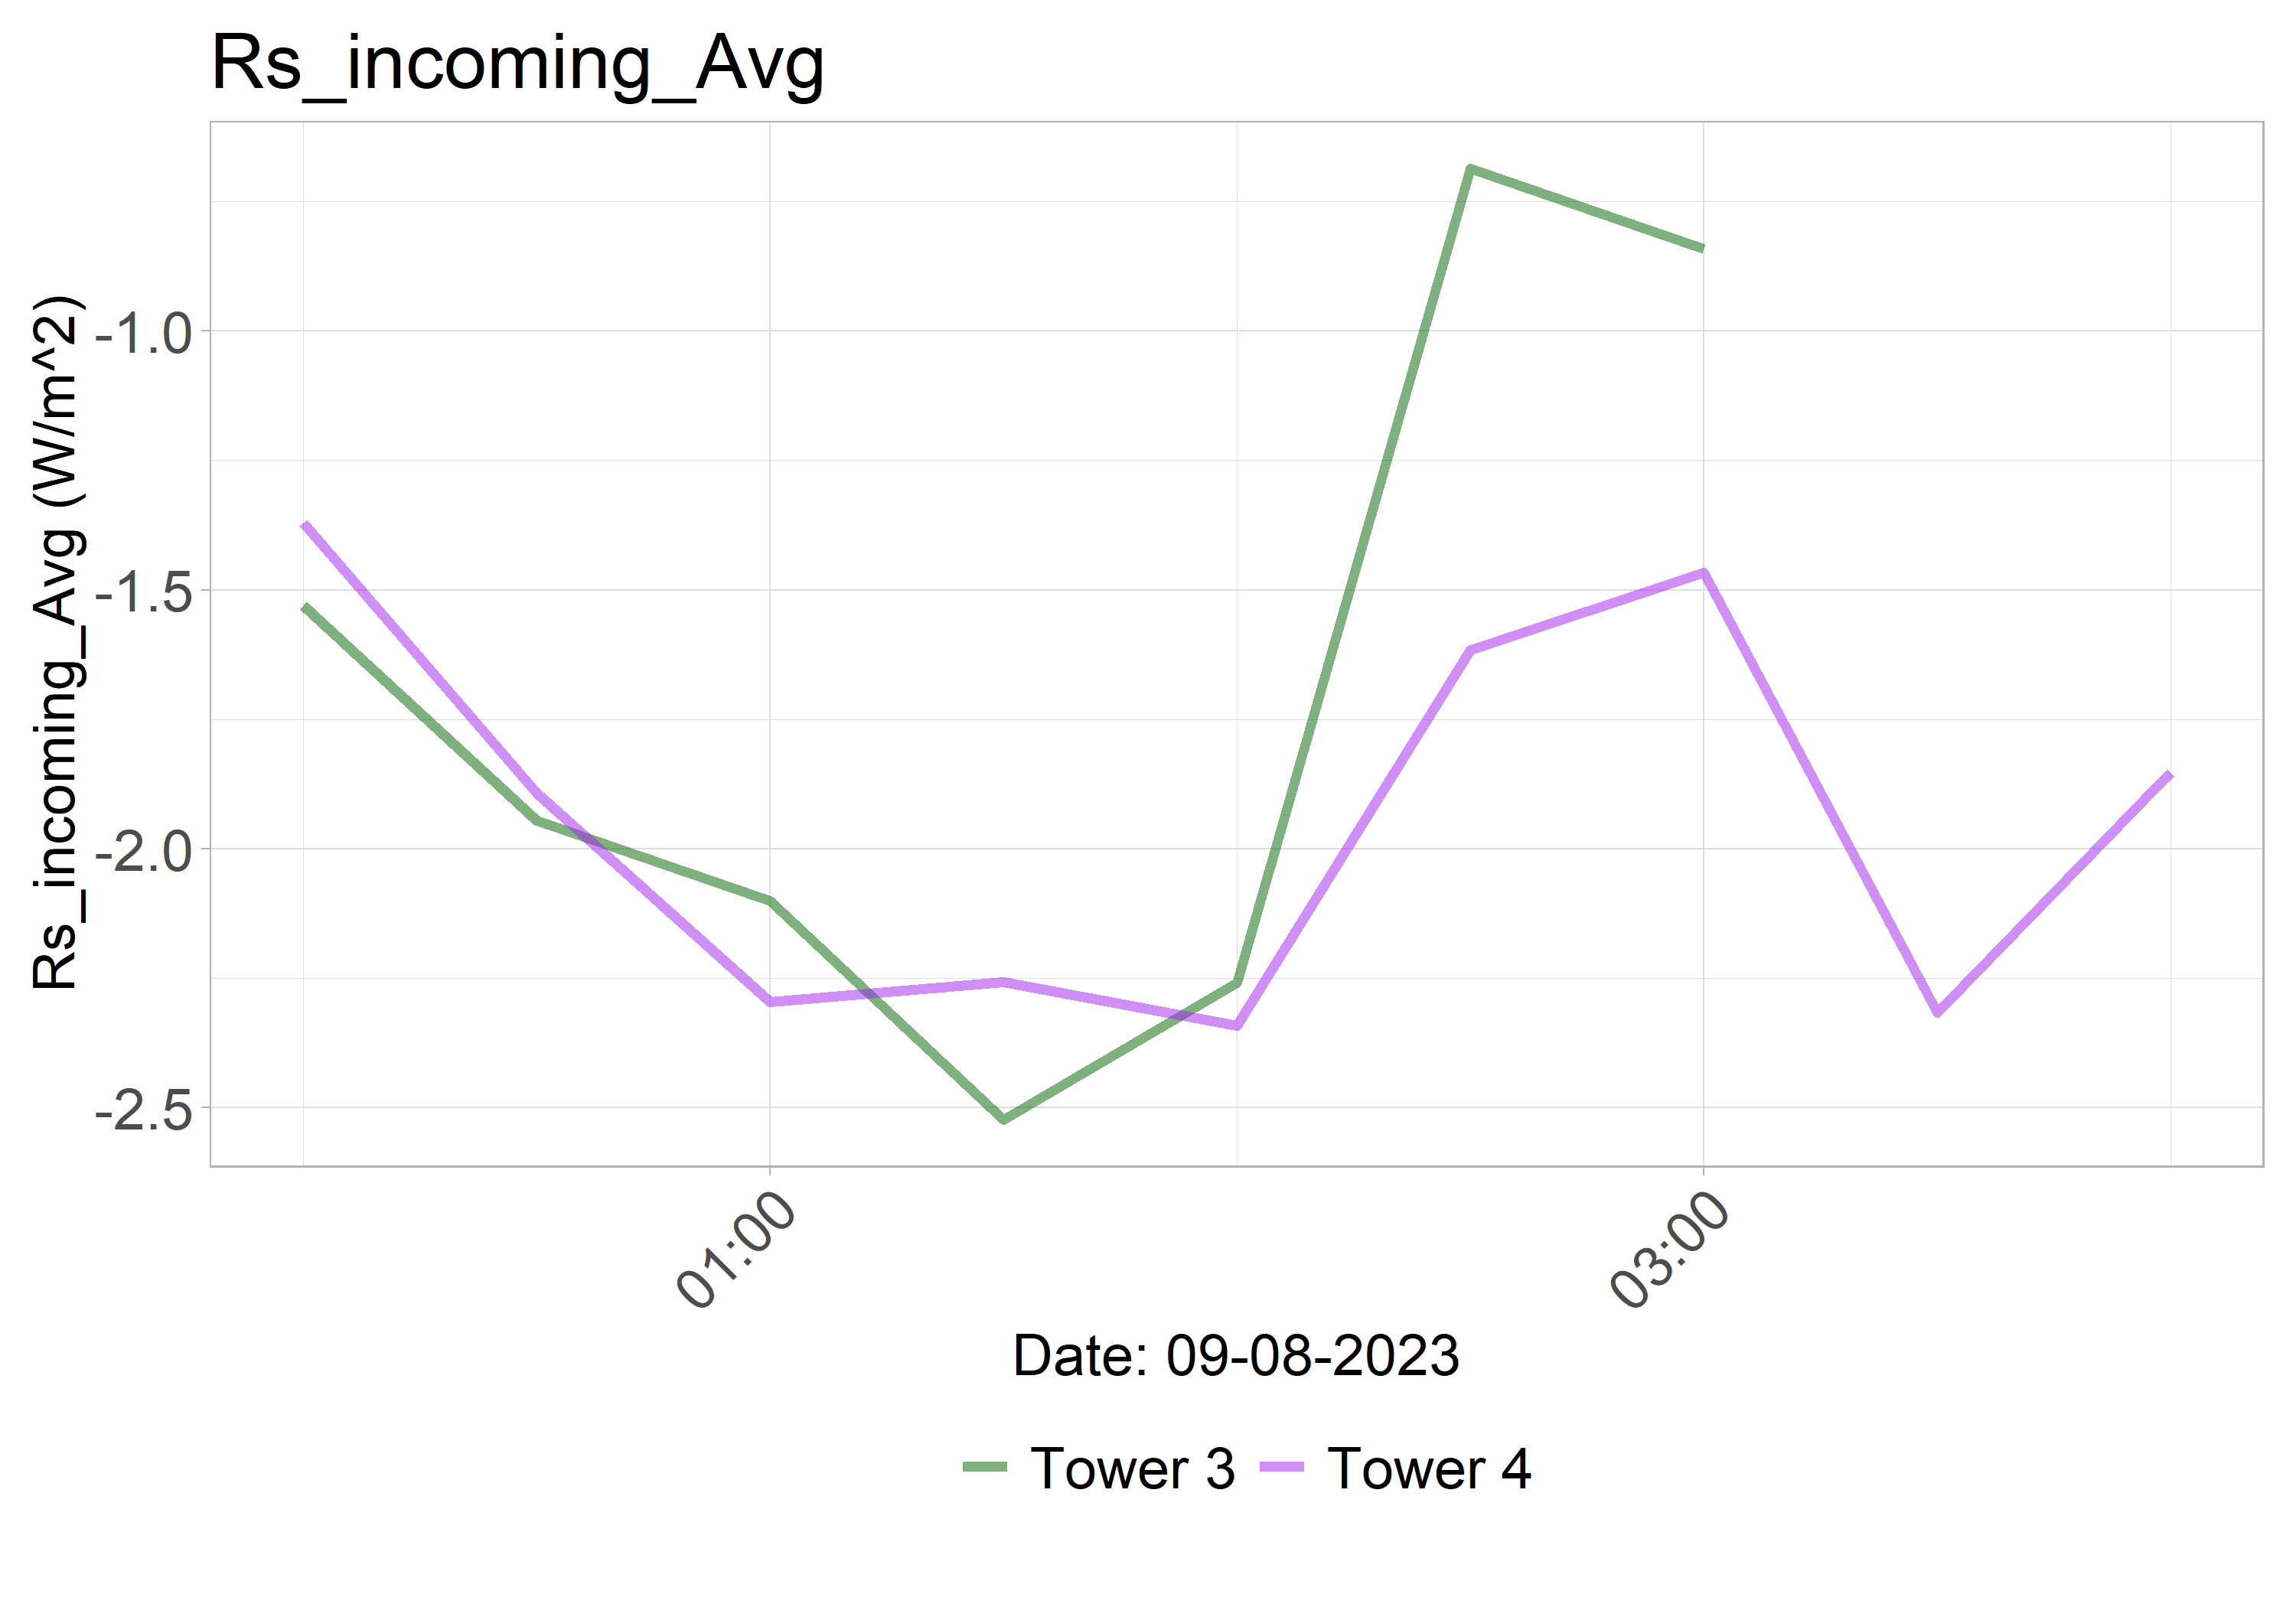 Rs_incoming_Avg
Rs_incoming_Avg (W/m^2)
-1.0
-1.5
-2.0
-2.5
01:00
03:00
Date: 09-08-2023
Tower 3
Tower 4